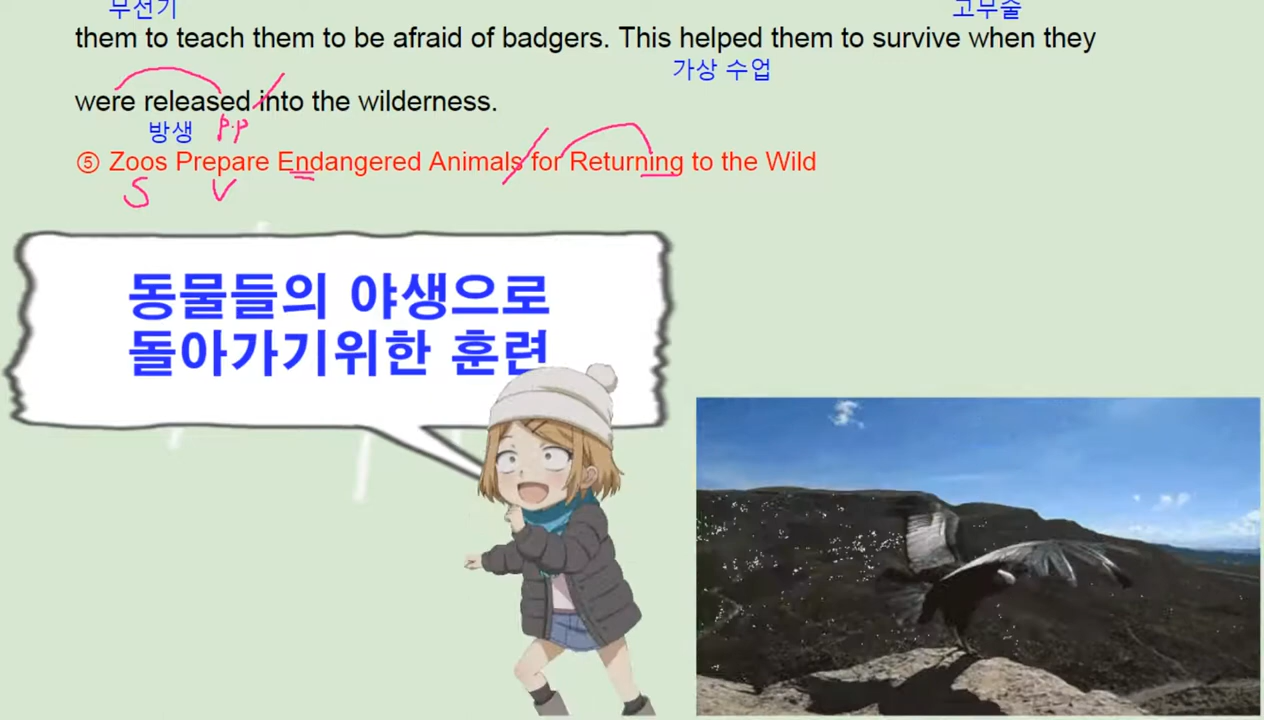 무전기
고무줄
them to teach them to be afraid of badgers. This helped them to survive when they
가상 수업
were released into the wilderness.
방생 p.p
⑤ Zoos Prepare Endangered Animals for Returning to the Wild
S V
동물들의 야생으로
돌아가기위한 훈련